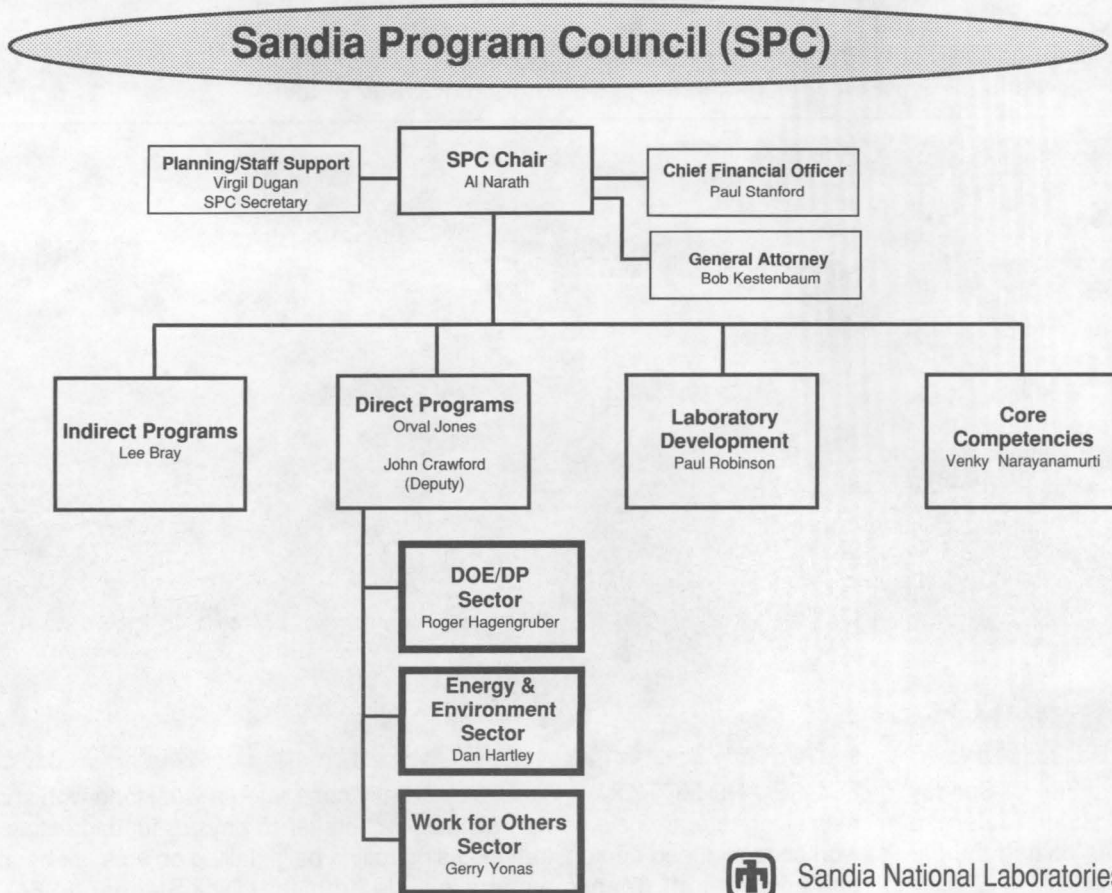 Sandia Program Council (SPC)
Planning/Staff Support
Virgil Dugan
SPC Secretary
SPC Chair
Al Narath
Chief Financial Officer
Paul Stanford
General Attorney
Bob Kestenbaum
Indirect Programs
Lee Bray
Direct Programs
Orval Jones
John Crawford
(Deputy)
Laboratory
Development
Paul Robinson
Core
Competencies
Venky Narayanamurti
DOE/DP
Sector
Roger Hagengruber
Energy &
Environment
Sector
Dan Hartley
Work for Others
Sector
Gerry Yonas
Sandia National Laboratorie